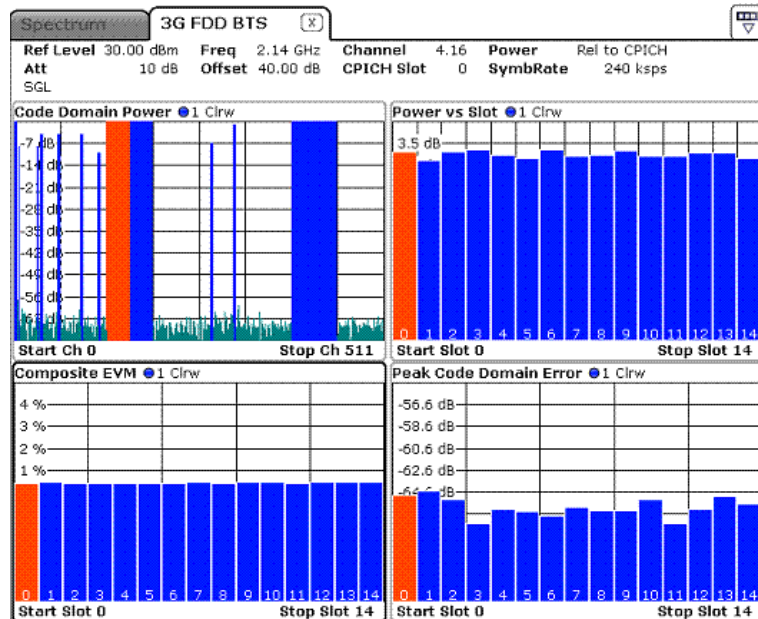 Spectrum 3G FDD BTS X
Ref Level 30.00 dBm Freq 2.14 GHz Channel 4.16 Power Rel to CPICH
Att 10 dB Offset 40.00 dB CPICH Slot 0 SymbRate 240 ksps
SGL
Code Domain Power 1 Clrw
-7 dB
-14 dB
-21 dB
-28 dB
-35 dB
-42 dB
-49 dB
-56 dB
Start Ch 0 Stop Ch 511
Power vs Slot 1 Clrw
3.5 dB
0 1 2 3 4 5 6 7 8 9 10 11 12 13 14
Start Slot 0 Stop Slot 14
Composite EVM 1 Clrw
4 %
3 %
2 %
1 %
0 1 2 3 4 5 6 7 8 9 10 11 12 13 14
Start Slot 0 Stop Slot 14
Peak Code Domain Error 1 Clrw
-56.6 dB
-58.6 dB
-60.6 dB
-62.6 dB
-64.6 dB
0 1 2 3 4 5 6 7 8 9 10 11 12 13 14
Start Slot 0 Stop Slot 14